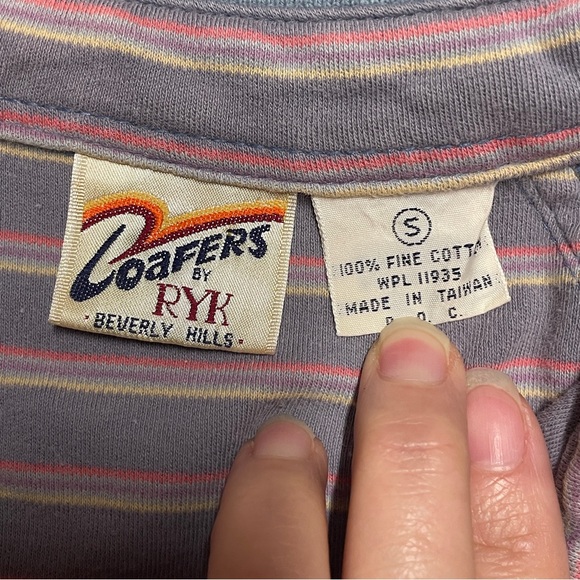 Loafers
BY
RYK
· BEVERLY HILLS ·
S
100% FINE COTTON
WPL 11935
MADE IN TAIWAN
R. O. C.